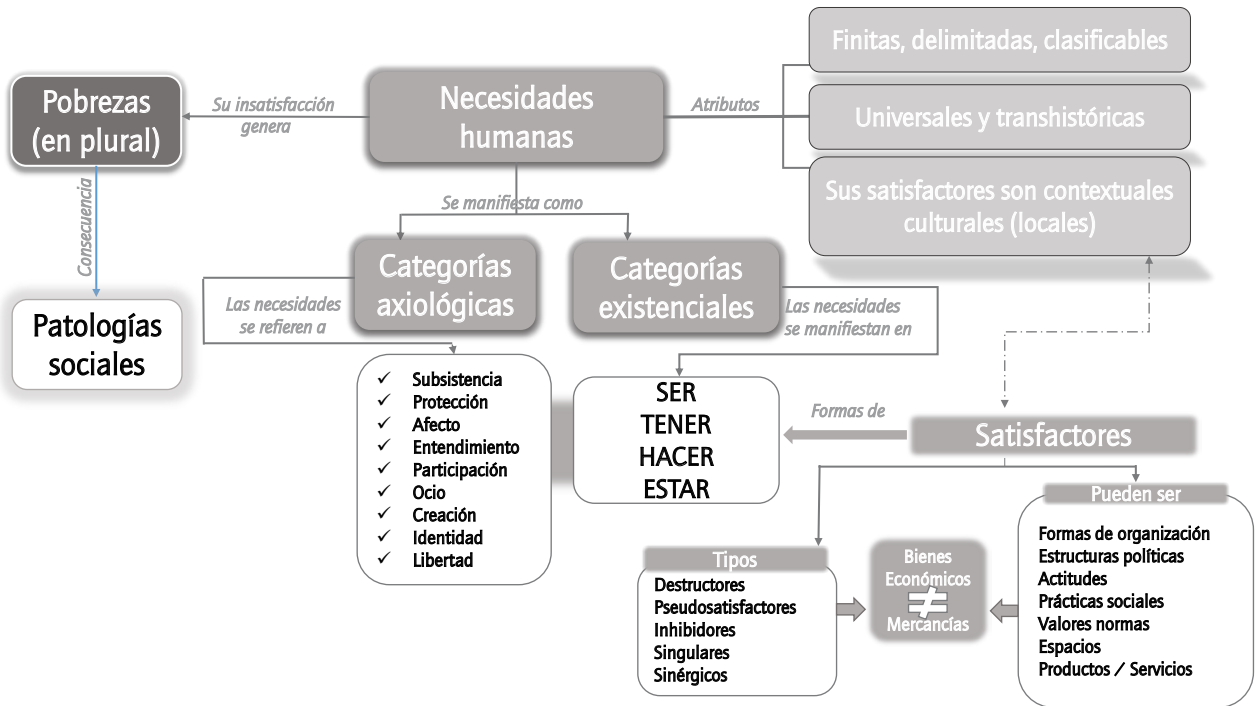 Finitas, delimitadas, clasificables
Pobrezas
(en plural)
Su insatisfacción
genera
Necesidades
humanas
Atributos
Universales y transhistóricas
Sus satisfactores son contextuales
culturales (locales)
Consecuencia
Se manifiesta como
Categorías
axiológicas
Categorías
existenciales
Las necesidades
se refieren a
Las necesidades
se manifiestan en
Patologías
sociales
✓ Subsistencia
✓ Protección
✓ Afecto
✓ Entendimiento
✓ Participación
✓ Ocio
✓ Creación
✓ Identidad
✓ Libertad
SER
TENER
HACER
ESTAR
Formas de
Satisfactores
Tipos
Destructores
Pseudosatisfactores
Inhibidores
Singulares
Sinérgicos
Bienes
Económicos
≠
Mercancías
Pueden ser
Formas de organización
Estructuras políticas
Actitudes
Prácticas sociales
Valores normas
Espacios
Productos / Servicios